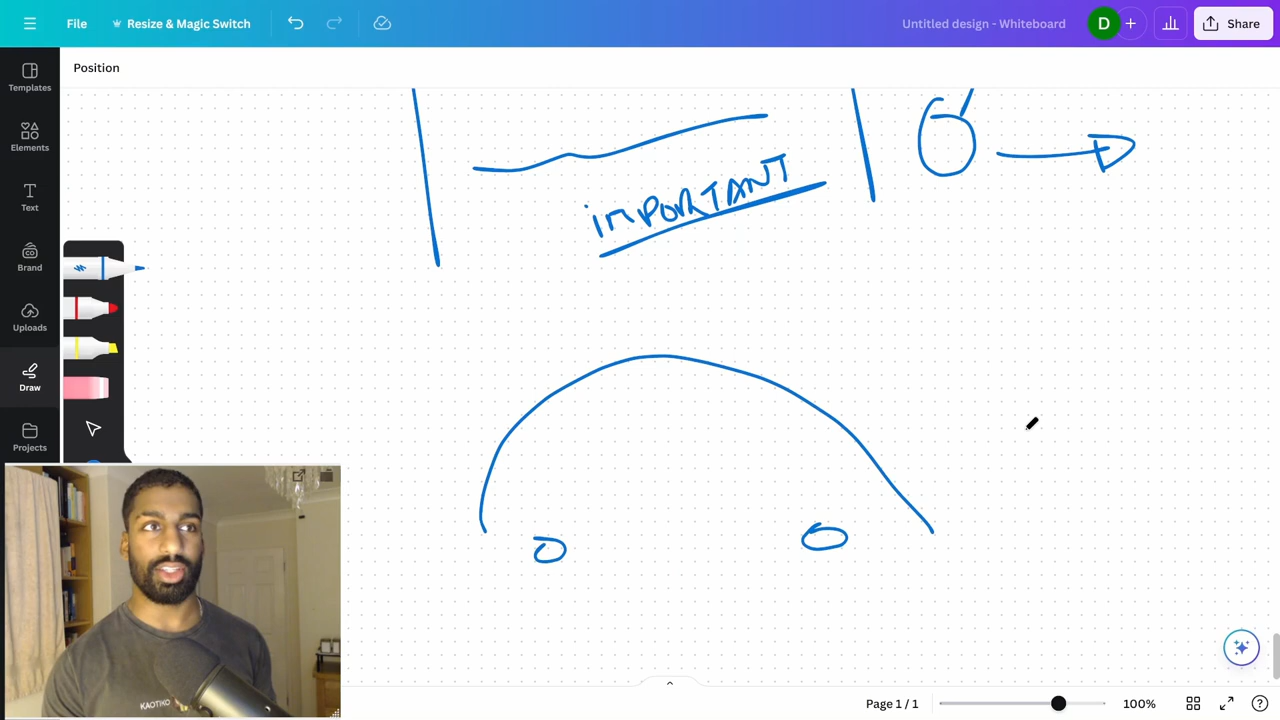 File
Resize & Magic Switch
Untitled design - Whiteboard
D
+
Share
Templates
Position
Elements
Text
Brand
Uploads
Draw
Projects
iMPORTANT
KAOTIKO
Page 1 / 1
100%